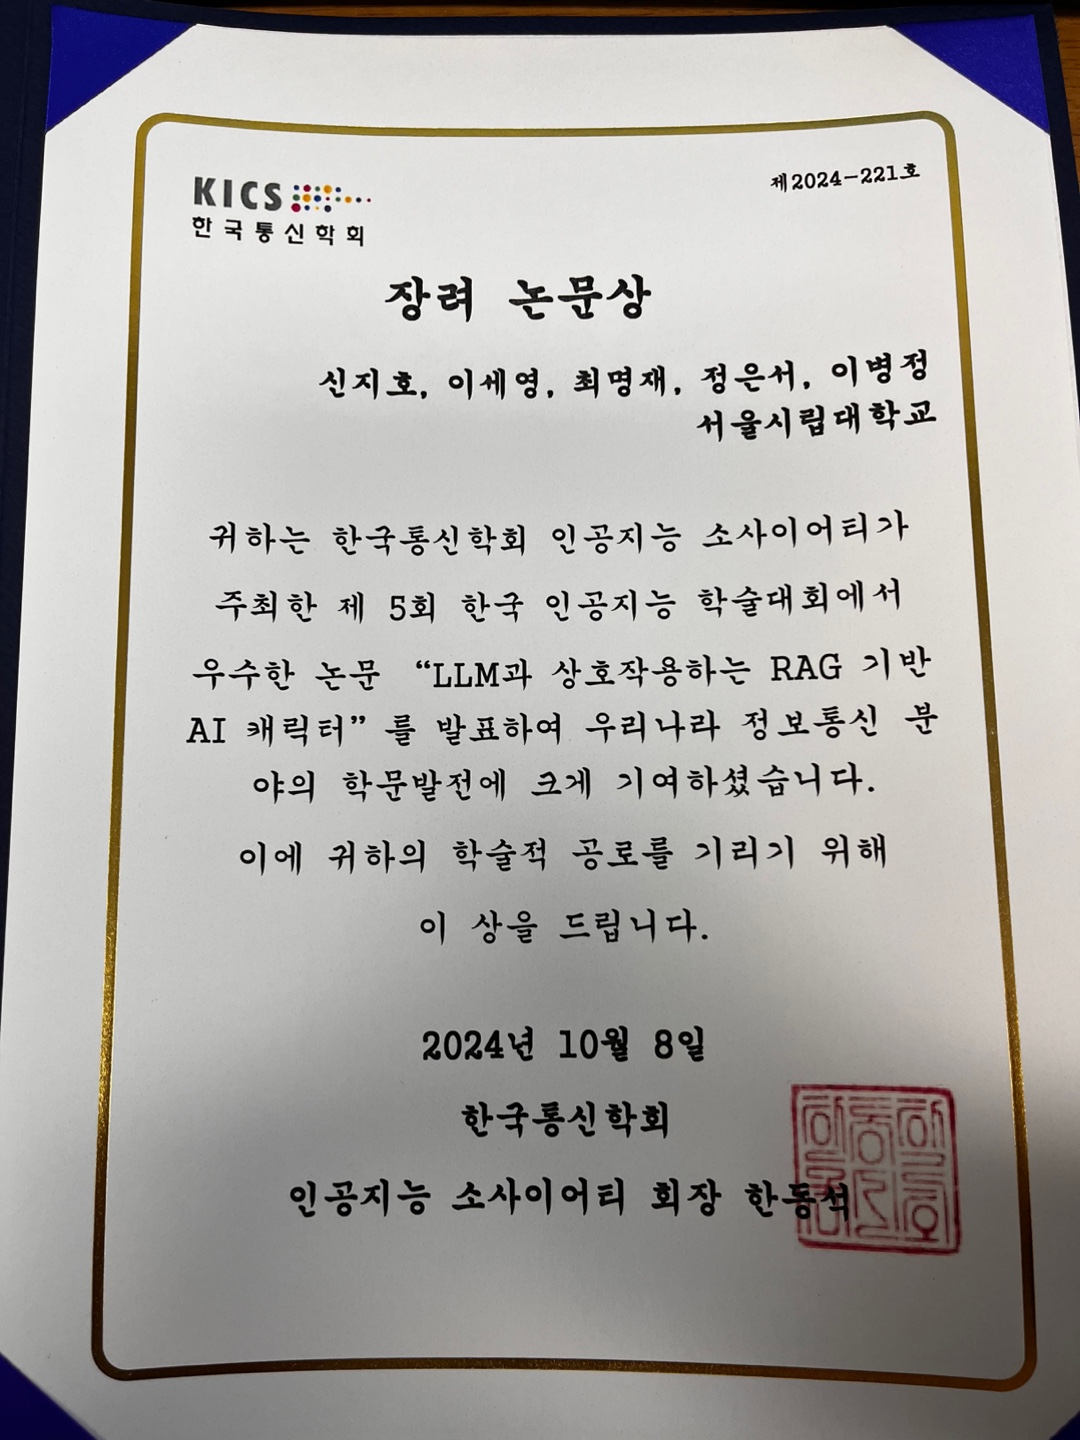 KICS
한국통신학회
제2024-221호
장려 논문상
신지호, 이세영, 최명재, 정은서, 이병정
서울시립대학교
귀하는 한국통신학회 인공지능 소사이어티가
주최한 제 5회 한국 인공지능 학술대회에서
우수한 논문 “LLM과 상호작용하는 RAG 기반
AI 캐릭터” 를 발표하여 우리나라 정보통신 분
야의 학문발전에 크게 기여하셨습니다.
이에 귀하의 학술적 공로를 기리기 위해
이 상을 드립니다.
2024년 10월 8일
한국통신학회
인공지능 소사이어티 회장 한동석